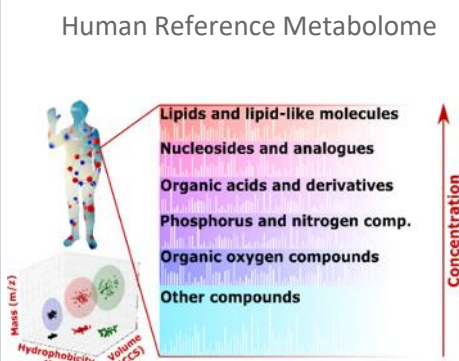 Human Reference Metabolome
Lipids and lipid-like molecules
Nucleosides and analogues
Organic acids and derivatives
Phosphorus and nitrogen comp.
Organic oxygen compounds
Other compounds
Concentration
Mass (m/z)
Hydrophobicity
Volume